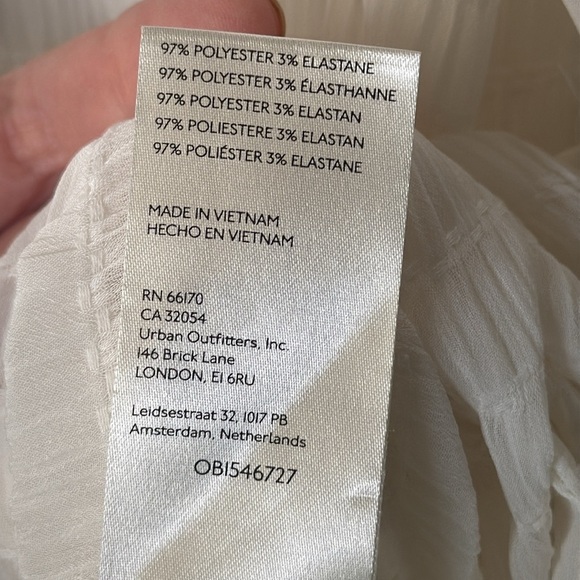 97% POLYESTER 3% ELASTANE
97% POLYESTER 3% ÉLASTHANNE
97% POLYESTER 3% ELASTAN
97% POLIESTERE 3% ELASTAN
97% POLIÉSTER 3% ELASTANE
MADE IN VIETNAM
HECHO EN VIETNAM
RN 66170
CA 32054
Urban Outfitters, Inc.
146 Brick Lane
LONDON, E1 6RU
Leidsestraat 32, 1017 PB
Amsterdam, Netherlands
OB1546727